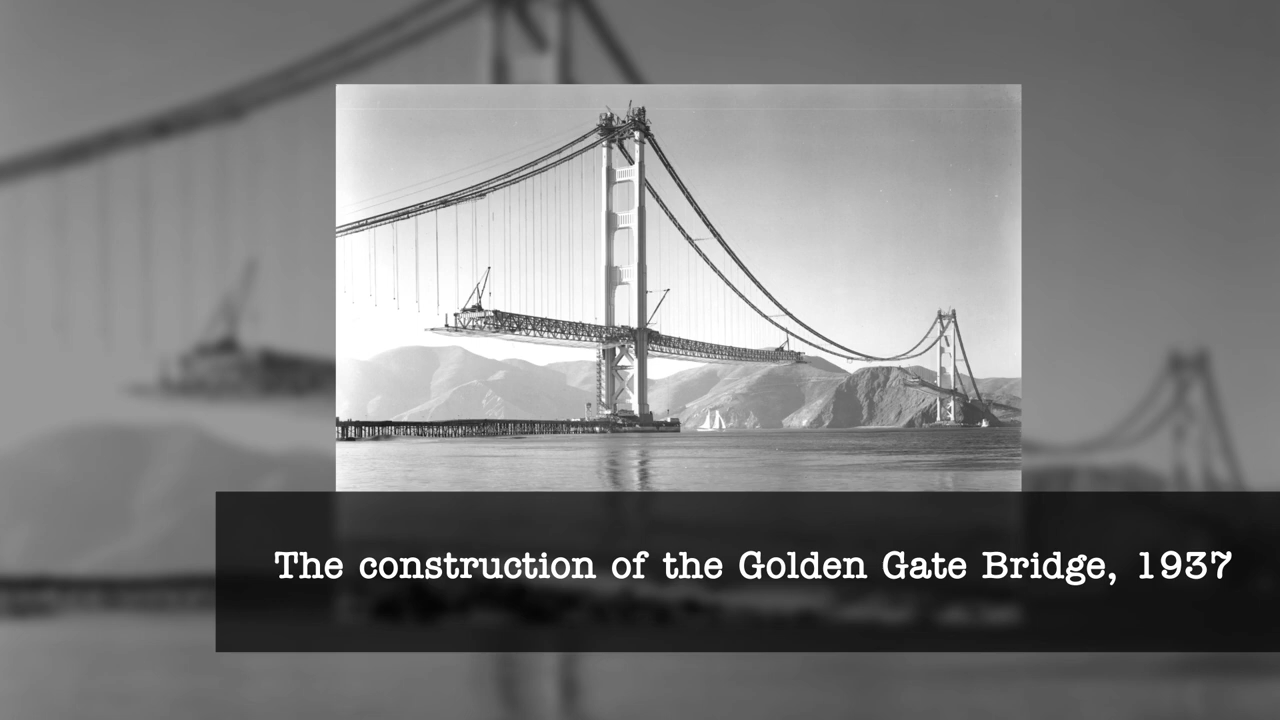 The construction of the Golden Gate Bridge, 1937